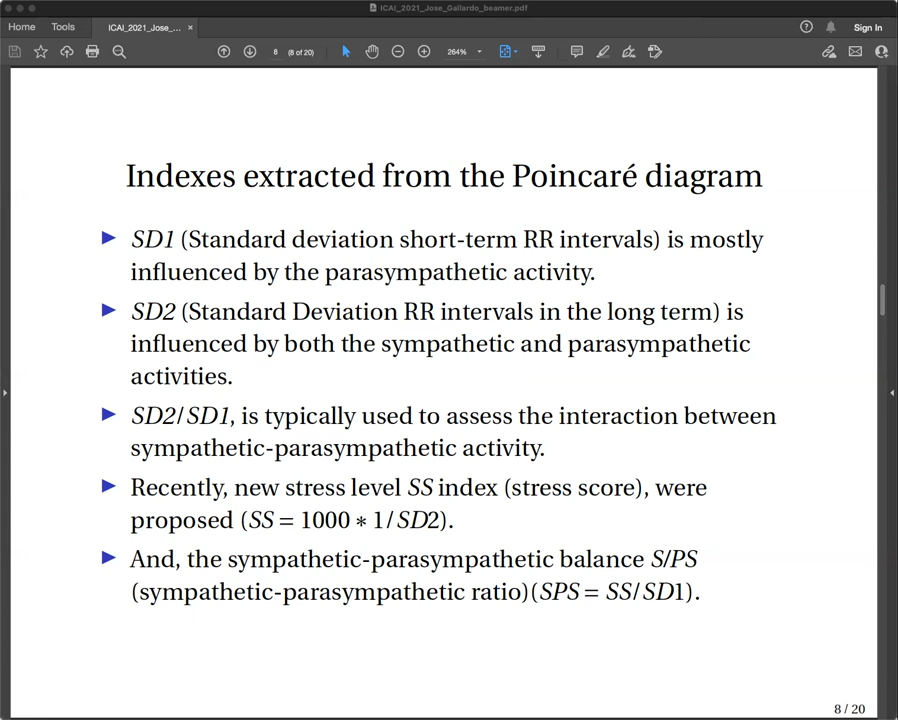 ICAI_2021_Jose_Gallardo_beamer.pdf
Home Tools ICAI_2021_Jose_... × Sign In
8 (8 of 20) 264%
Indexes extracted from the Poincaré diagram
SD1 (Standard deviation short-term RR intervals) is mostly
influenced by the parasympathetic activity.
SD2 (Standard Deviation RR intervals in the long term) is
influenced by both the sympathetic and parasympathetic
activities.
SD2/SD1, is typically used to assess the interaction between
sympathetic-parasympathetic activity.
Recently, new stress level SS index (stress score), were
proposed (SS = 1000 ∗ 1/SD2).
And, the sympathetic-parasympathetic balance S/PS
(sympathetic-parasympathetic ratio)(SPS = SS/SD1).
8 / 20